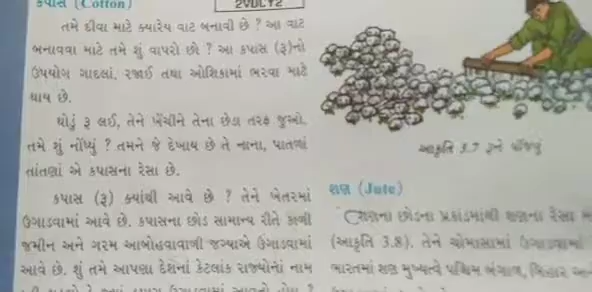 કપાસ (Cotton)
2VDLY2
તમે દીવા માટે ક્યારેય વાટ બનાવી છે ? આ વાટ
બનાવવા માટે તમે શું વાપરો છો ? આ કપાસ (રૂ)નો
ઉપયોગ ગાદલાં, રજાઈ તથા ઓશિકામાં ભરવા માટે
થાય છે.
થોડું રૂ લઈ, તેને ખેંચીને તેના છેડા તરફ જુઓ.
તમે શું નોંધ્યું ? તમને જે દેખાય છે તે નાના, પાતળા
તાંતણાં એ કપાસના રેસા છે.
કપાસ (રૂ) ક્યાંથી આવે છે ? તેને ખેતરમાં
ઉગાડવામાં આવે છે. કપાસના છોડ સામાન્ય રીતે કાળી
જમીન અને ગરમ આબોહવાવાળી જગ્યાએ ઉગાડવામાં
આવે છે. શું તમે આપણા દેશનાં કેટલાંક રાજ્યોનાં નામ
આકૃતિ 3.7 રૂને પીંજવું
શણ (Jute)
શણના છોડના પ્રકાંડમાંથી શણના રેસા
(આકૃતિ 3.8). તેને ચોમાસામાં ઉગાડવામાં
ભારતમાં શણ મુખ્યત્વે પશ્ચિમ બંગાળ, બિહાર